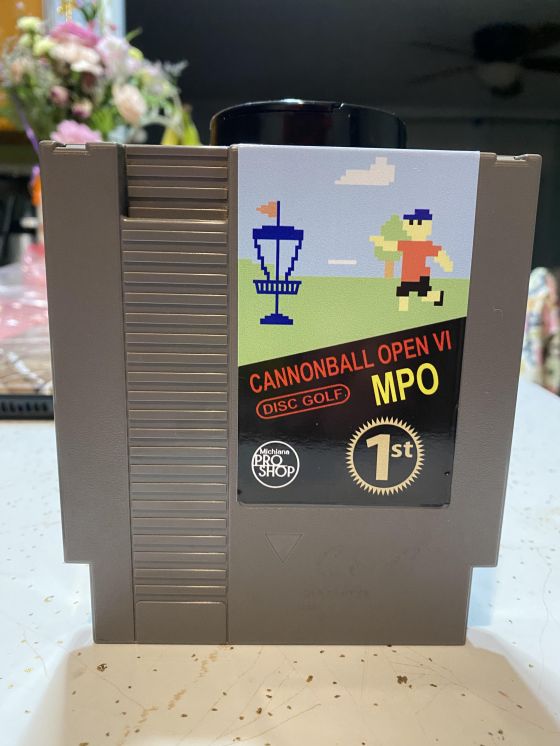 CANNONBALL OPEN VI
DISC GOLF
MPO
Michiana
PRO
SHOP
1st